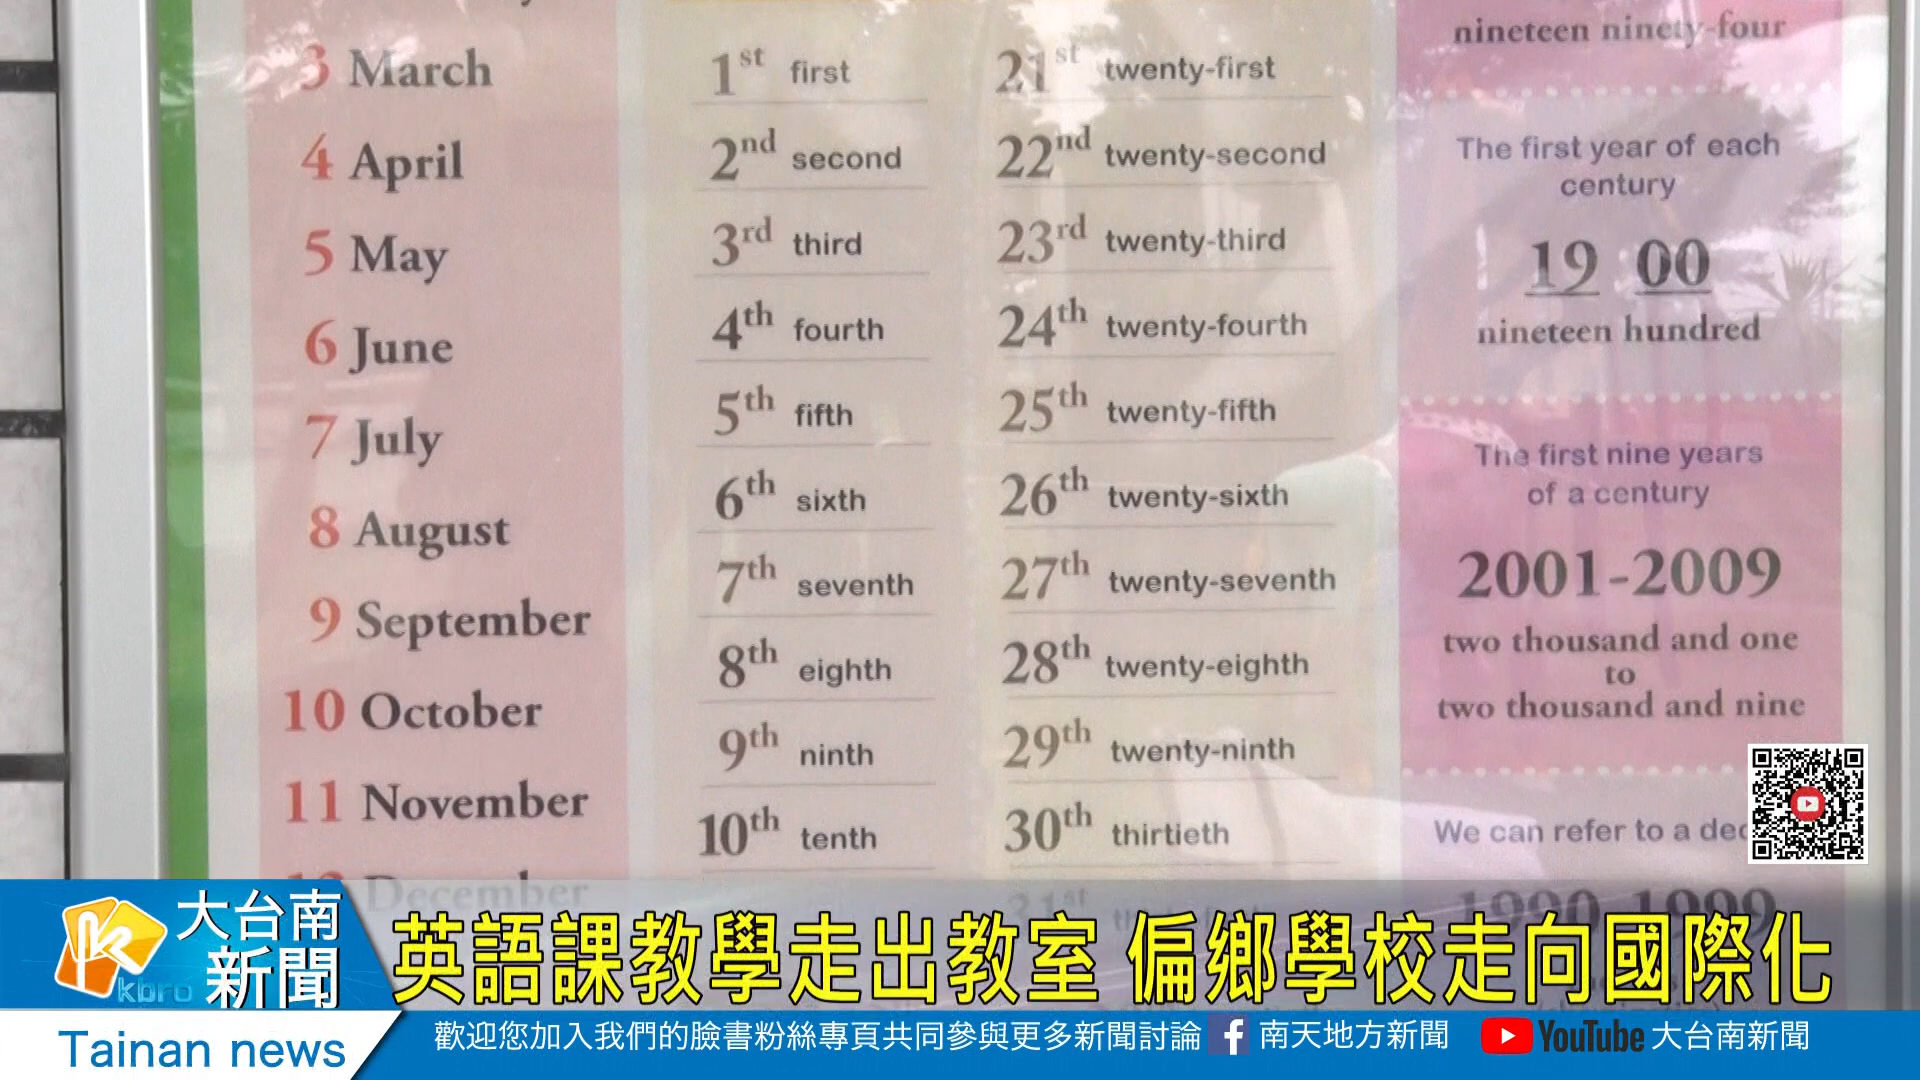 3 March
4 April
5 May
6 June
7 July
8 August
9 September
10 October
11 November
12 December
1st first
2nd second
3rd third
4th fourth
5th fifth
6th sixth
7th seventh
8th eighth
9th ninth
10th tenth
21st twenty-first
22nd twenty-second
23rd twenty-third
24th twenty-fourth
25th twenty-fifth
26th twenty-sixth
27th twenty-seventh
28th twenty-eighth
29th twenty-ninth
30th thirtieth
31st
nineteen ninety-four
The first year of each
century
19 00
nineteen hundred
The first nine years
of a century
2001-2009
two thousand and one
to
two thousand and nine
We can refer to a dec
1990-1999
kbro
大台南
新聞
英語課教學走出教室 偏鄉學校走向國際化
Tainan news
歡迎您加入我們的臉書粉絲專頁共同參與更多新聞討論 南天地方新聞 YouTube 大台南新聞